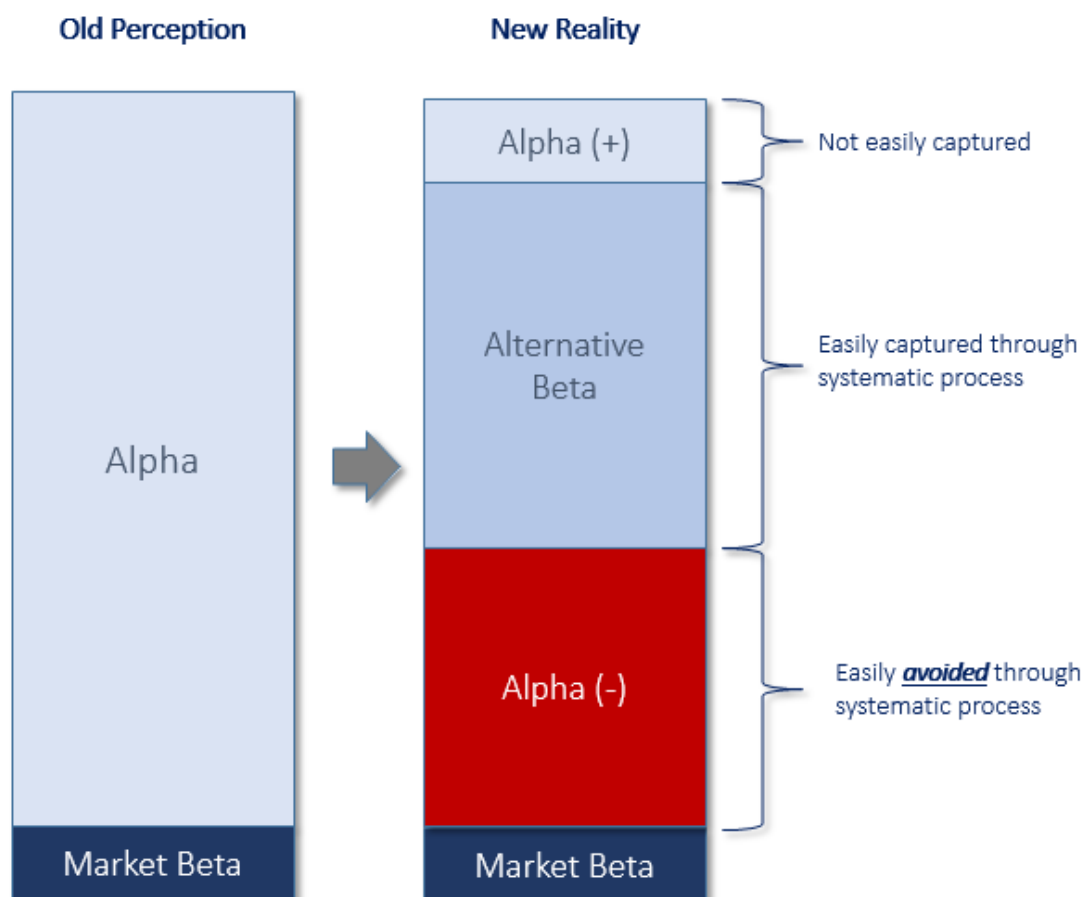 Old Perception
New Reality
Alpha (+)
Not easily captured
Alternative
Beta
Easily captured through
systematic process
Alpha
Alpha (-)
Easily avoided through
systematic process
Market Beta
Market Beta